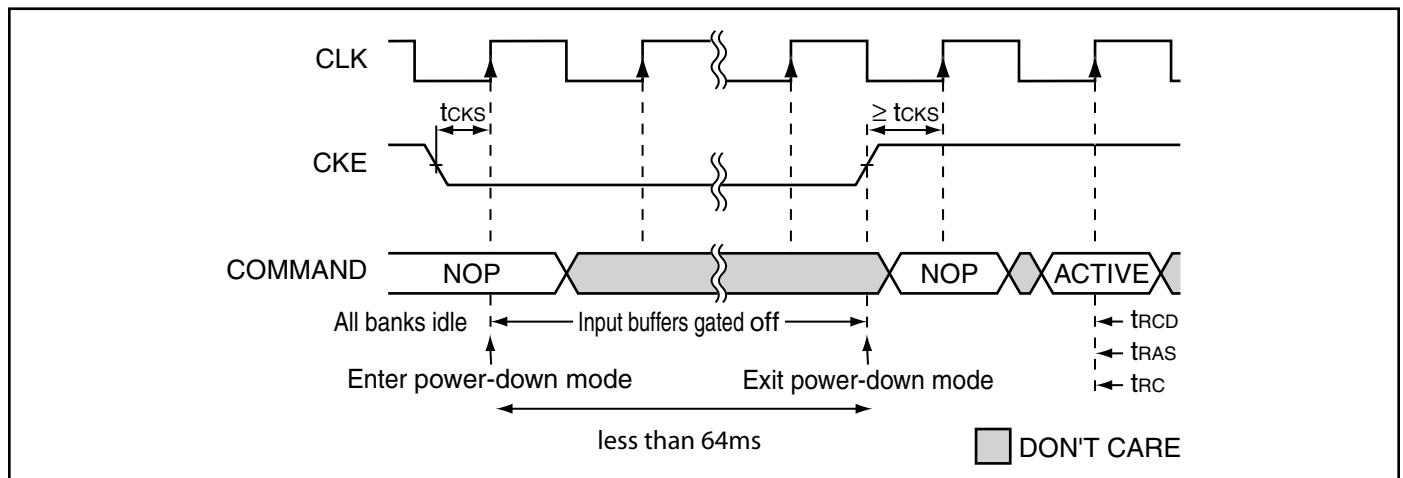 CLK
tCKS
≥ tCKS
CKE
COMMAND
NOP
NOP
ACTIVE
All banks idle
Input buffers gated off
tRCD
tRAS
Enter power-down mode
Exit power-down mode
tRC
less than 64ms
DON'T CARE